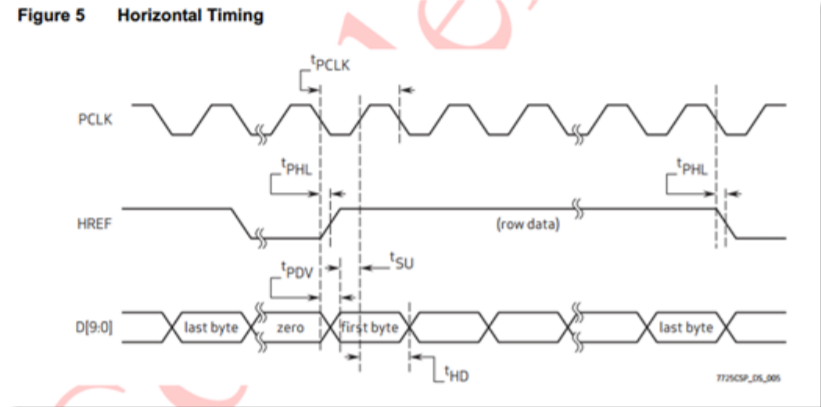 Figure 5 Horizontal Timing
tPCLK
PCLK
tPHL
tPHL
HREF
(row data)
tPDV
tSU
D[9:0]
last byte
zero
first byte
last byte
tHD
7725CSP_DS_005